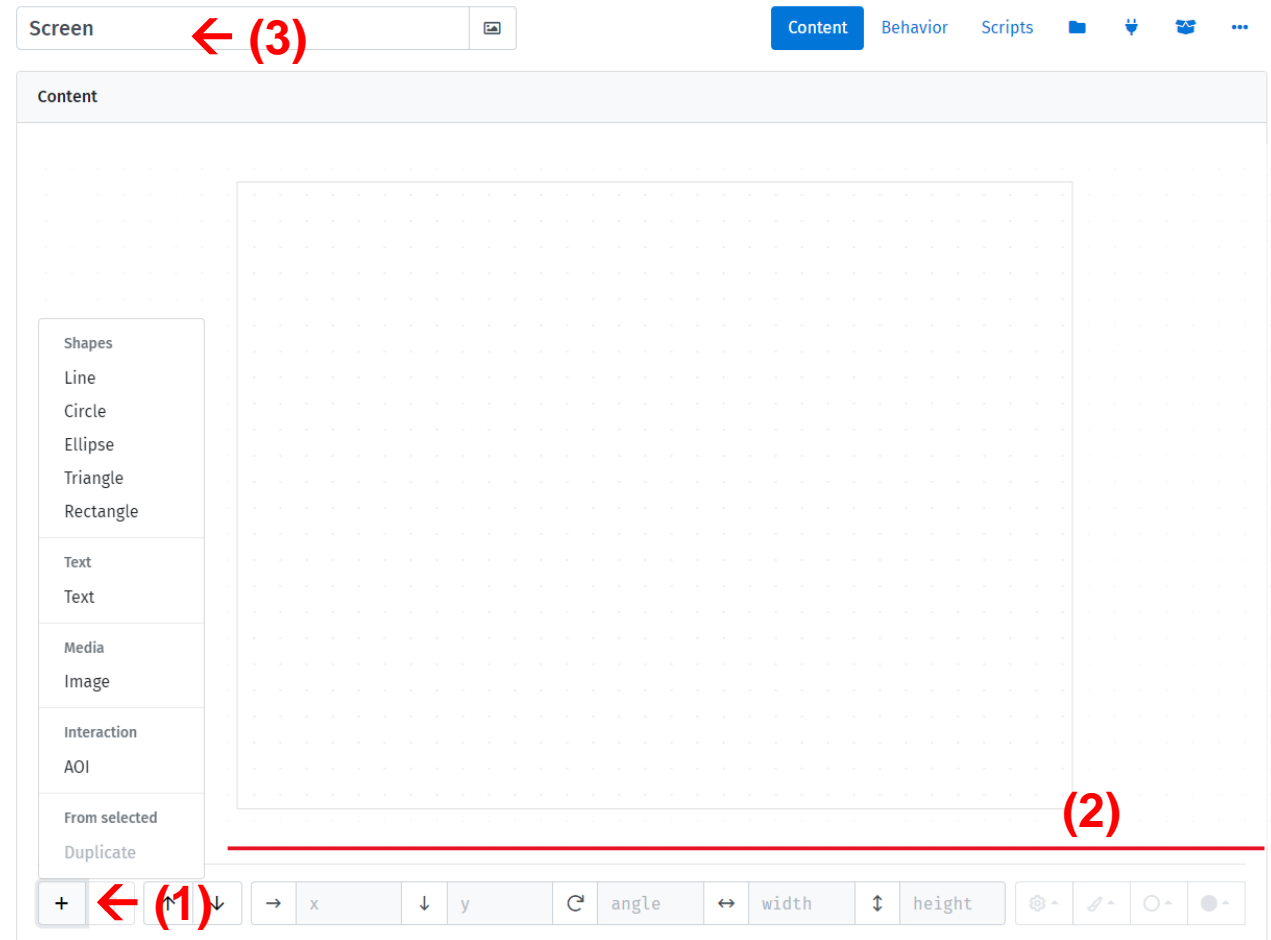 Screen (3) Content Behavior Scripts
Content
Shapes
Line
Circle
Ellipse
Triangle
Rectangle
Text
Text
Media
Image
Interaction
AOI
(2)
From selected
Duplicate
+ (1) x y angle width height